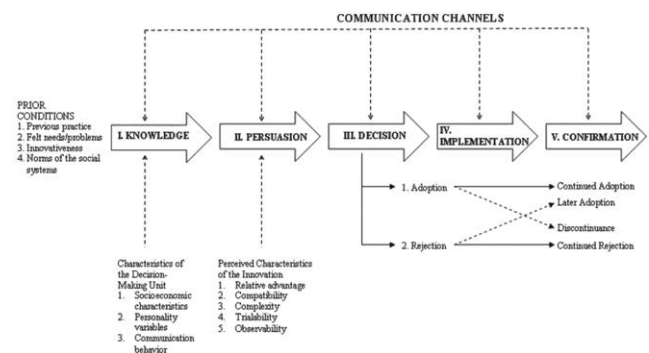 COMMUNICATION CHANNELS
PRIOR
CONDITIONS
1. Previous practice
2. Felt needs/problems
3. Innovativeness
4. Norms of the social
systems
I. KNOWLEDGE
II. PERSUASION
III. DECISION
IV.
IMPLEMENTATION
V. CONFIRMATION
1. Adoption
Continued Adoption
Later Adoption
Discontinuance
2. Rejection
Continued Rejection
Characteristics of
the Decision-
Making Unit
1. Socioeconomic
characteristics
2. Personality
variables
3. Communication
behavior
Perceived Characteristics
of the Innovation
1. Relative advantage
2. Compatibility
3. Complexity
4. Trialability
5. Observability